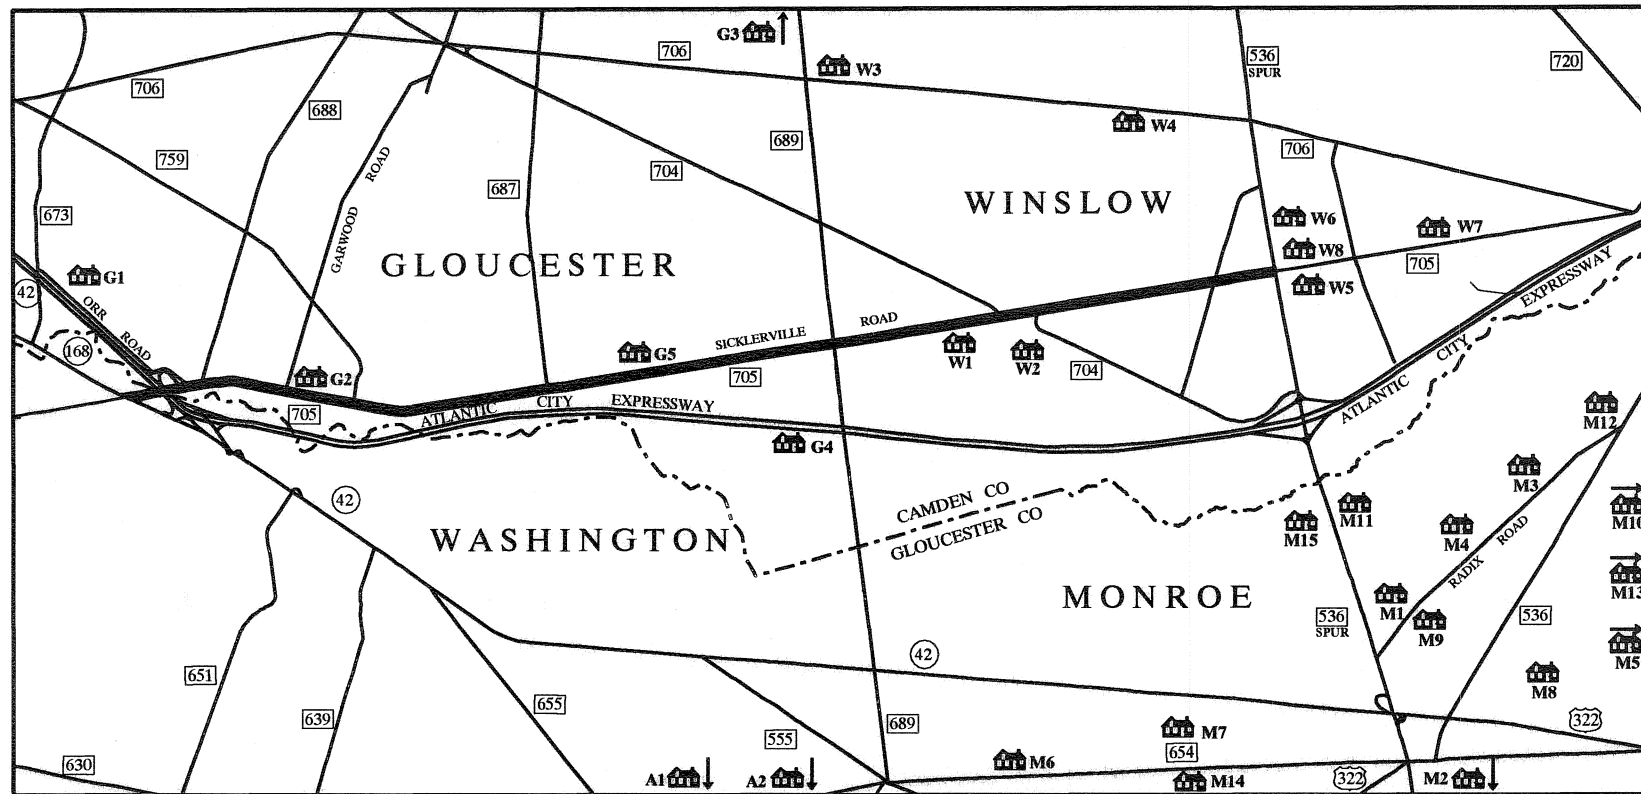 G3
706
W3
536
SPUR
720
706
688
689
W4
706
759
ROAD
704
687
673
GARWOOD
WINSLOW
W6
W7
GLOUCESTER
W8
705
G1
42
W5
EXPRESSWAY
ORR
ROAD
SICKLERVILLE
ROAD
168
G5
705
W1
W2
704
CITY
G2
705
ATLANTIC
CITY
EXPRESSWAY
ATLANTIC
M12
G4
M3
42
CAMDEN CO
GLOUCESTER CO
M11
M15
M4
ROAD
M10
WASHINGTON
RADIX
M13
MONROE
M1
M9
536
SPUR
536
42
M5
651
M8
655
639
689
322
555
M7
654
630
A1
A2
M6
M14
322
M2